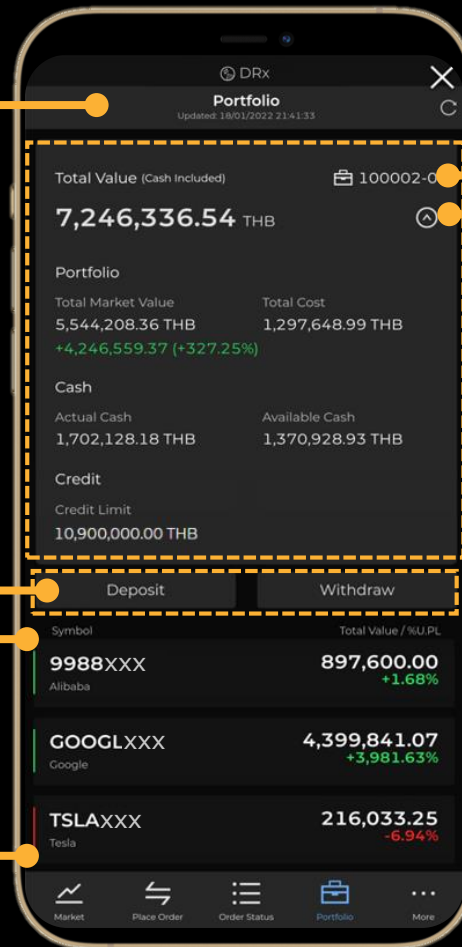 DRx
Portfolio
Updated: 18/01/2022 21:41:33
Total Value (Cash Included) 100002-0
7,246,336.54 THB
Portfolio
Total Market Value Total Cost
5,544,208.36 THB 1,297,648.99 THB
+4,246,559.37 (+327.25%)
Cash
Actual Cash Available Cash
1,702,128.18 THB 1,370,928.93 THB
Credit
Credit Limit
10,900,000.00 THB
Deposit Withdraw
Symbol Total Value / %U.PL
9988XXX 897,600.00
Alibaba +1.68%
GOOGLXXX 4,399,841.07
Google +3,981.63%
TSLAXXX 216,033.25
Tesla -6.94%
Market Place Order Order Status Portfolio More